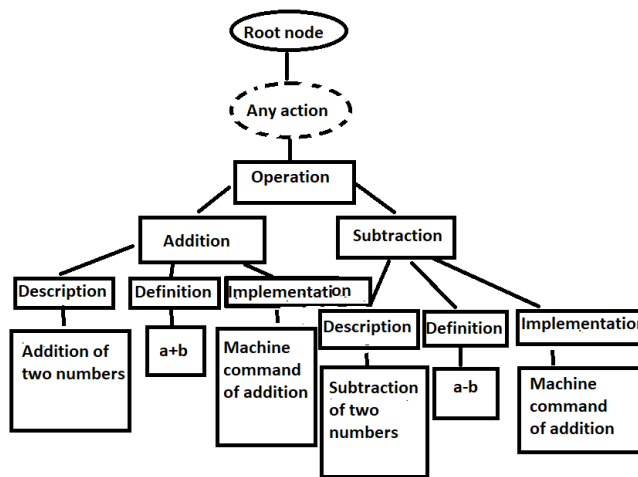 Root node
Any action
Operation
Addition
Subtraction
Description
Definition
Implementation
Addition of
two numbers
a+b
Machine
command
of addition
Description
Definition
Implementation
Subtraction
of two
numbers
a-b
Machine
command
of addition